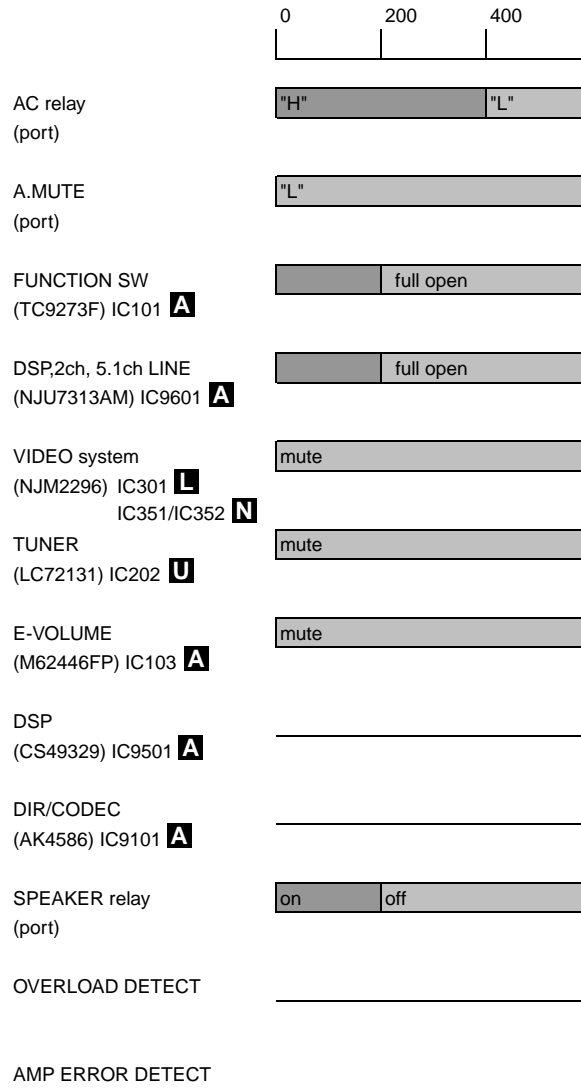 0 200 400
AC relay "H" "L"
(port)
A.MUTE "L"
(port)
FUNCTION SW full open
(TC9273F) IC101 A
DSP,2ch, 5.1ch LINE full open
(NJU7313AM) IC9601 A
VIDEO system mute
(NJM2296) IC301 L
IC351/IC352 N
TUNER mute
(LC72131) IC202 U
E-VOLUME mute
(M62446FP) IC103 A
DSP
(CS49329) IC9501 A
DIR/CODEC
(AK4586) IC9101 A
SPEAKER relay on off
(port)
OVERLOAD DETECT
AMP ERROR DETECT